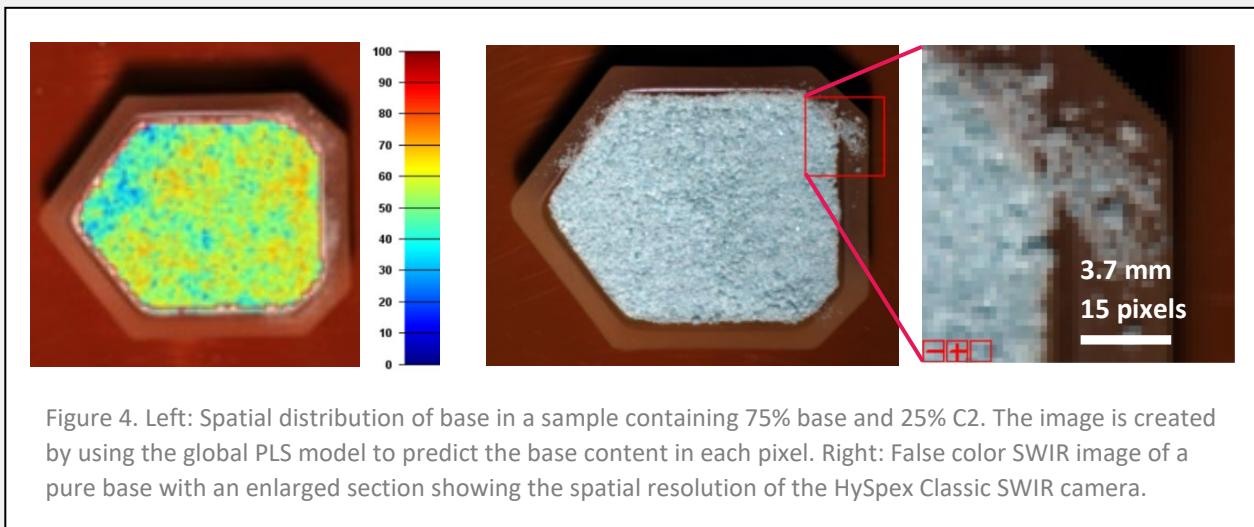 100
90
80
70
60
50
40
30
20
10
0
3.7 mm
15 pixels
Figure 4. Left: Spatial distribution of base in a sample containing 75% base and 25% C2. The image is created
by using the global PLS model to predict the base content in each pixel. Right: False color SWIR image of a
pure base with an enlarged section showing the spatial resolution of the HySpex Classic SWIR camera.